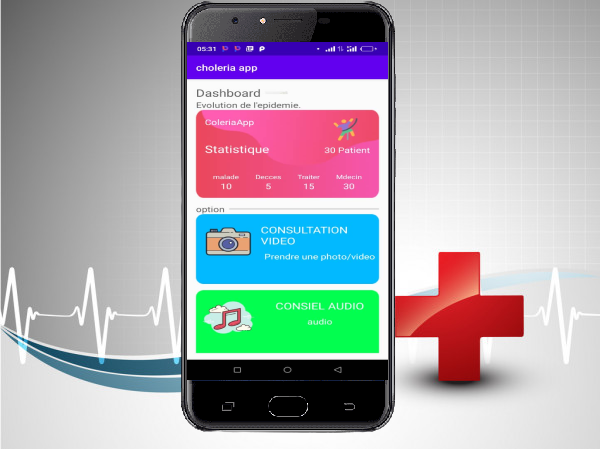 05:31
choleria app
Dashboard
Evolution de l'epidemie.
ColeriaApp
Statistique
30 Patient
malade Decces Traiter Mdecin
10 5 15 30
option
CONSULTATION
VIDEO
Prendre une photo/video
CONSIEL AUDIO
audio